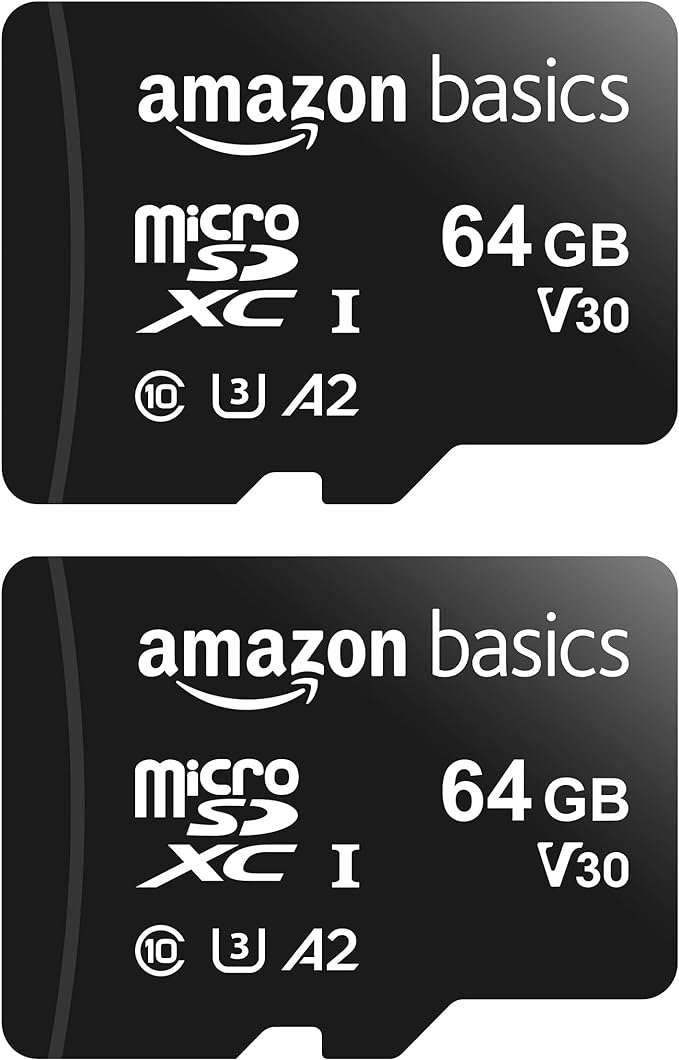 amazon basics
micro
SD
XC I
64 GB
V30
10 U3 A2
amazon basics
micro
SD
XC I
64 GB
V30
10 U3 A2